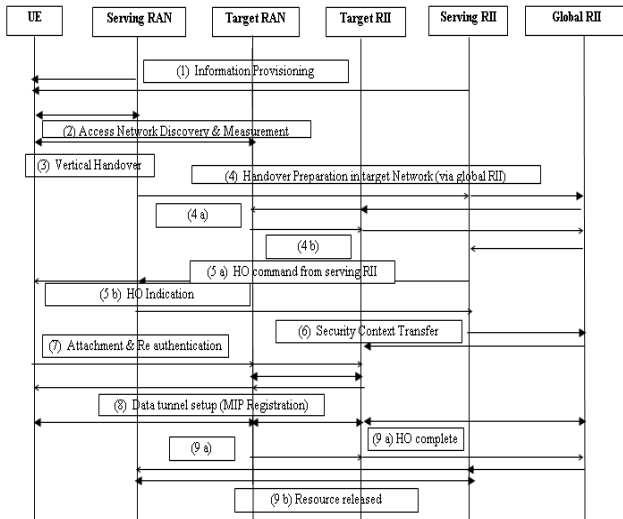 UE Serving RAN Target RAN Target RII Serving RII Global RII
(1) Information Provisioning
(2) Access Network Discovery & Measurement
(3) Vertical Handover
(4) Handover Preparation in target Network (via global RII)
(4 a)
(4 b)
(5 a) HO command from serving RII
(5 b) HO Indication
(6) Security Context Transfer
(7) Attachment & Re authentication
(8) Data tunnel setup (MIP Registration)
(9 a) HO complete
(9 a)
(9 b) Resource released